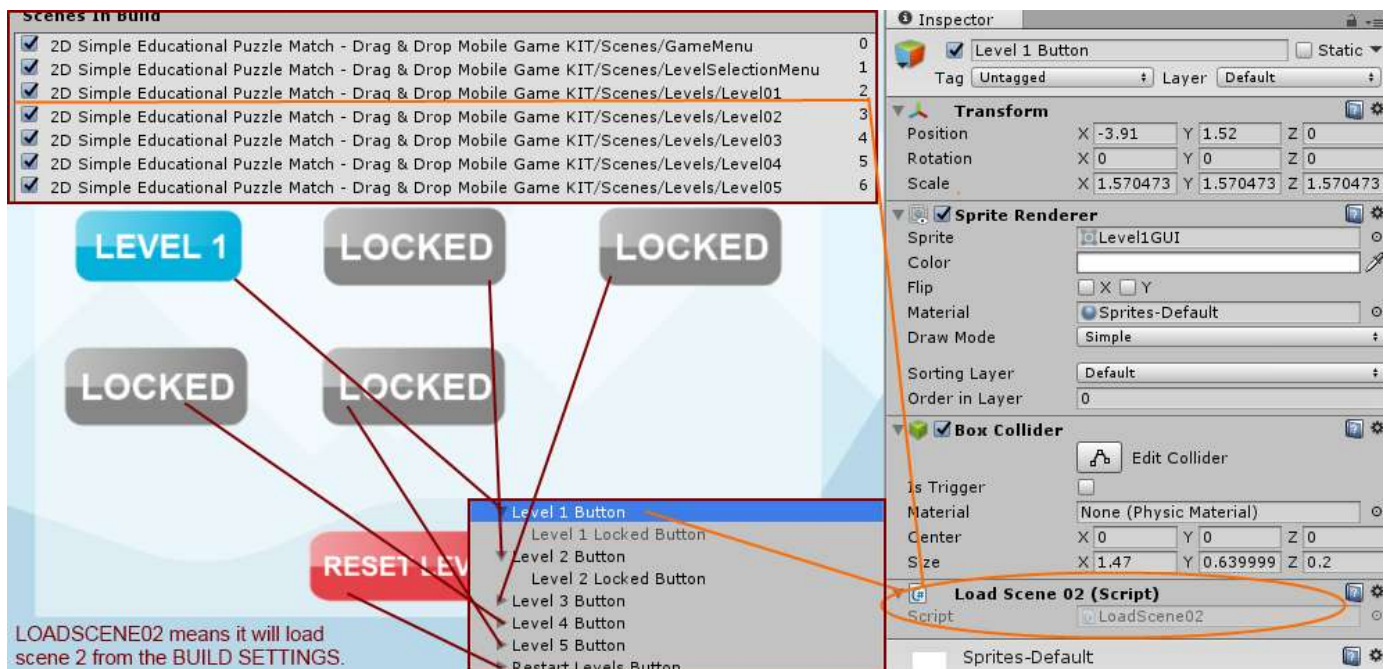 Scenes In Build
2D Simple Educational Puzzle Match - Drag & Drop Mobile Game KIT/Scenes/GameMenu 0
2D Simple Educational Puzzle Match - Drag & Drop Mobile Game KIT/Scenes/LevelSelectionMenu 1
2D Simple Educational Puzzle Match - Drag & Drop Mobile Game KIT/Scenes/Levels/Level01 2
2D Simple Educational Puzzle Match - Drag & Drop Mobile Game KIT/Scenes/Levels/Level02 3
2D Simple Educational Puzzle Match - Drag & Drop Mobile Game KIT/Scenes/Levels/Level03 4
2D Simple Educational Puzzle Match - Drag & Drop Mobile Game KIT/Scenes/Levels/Level04 5
2D Simple Educational Puzzle Match - Drag & Drop Mobile Game KIT/Scenes/Levels/Level05 6
LEVEL 1 LOCKED LOCKED
LOCKED LOCKED
RESET LEV
Level 1 Button
Level 1 Locked Button
Level 2 Button
Level 2 Locked Button
Level 3 Button
Level 4 Button
Level 5 Button
Restart Levels Button
LOADSCENE02 means it will load
scene 2 from the BUILD SETTINGS.
Inspector
Level 1 Button Static
Tag Untagged Layer Default
Transform
Position X -3.91 Y 1.52 Z 0
Rotation X 0 Y 0 Z 0
Scale X 1.570473 Y 1.570473 Z 1.570473
Sprite Renderer
Sprite Level1GUI
Color
Flip X Y
Material Sprites-Default
Draw Mode Simple
Sorting Layer Default
Order in Layer 0
Box Collider
Edit Collider
Is Trigger
Material None (Physic Material)
Center X 0 Y 0 Z 0
Size X 1.47 Y 0.639999 Z 0.2
Load Scene 02 (Script)
Script LoadScene02
Sprites-Default